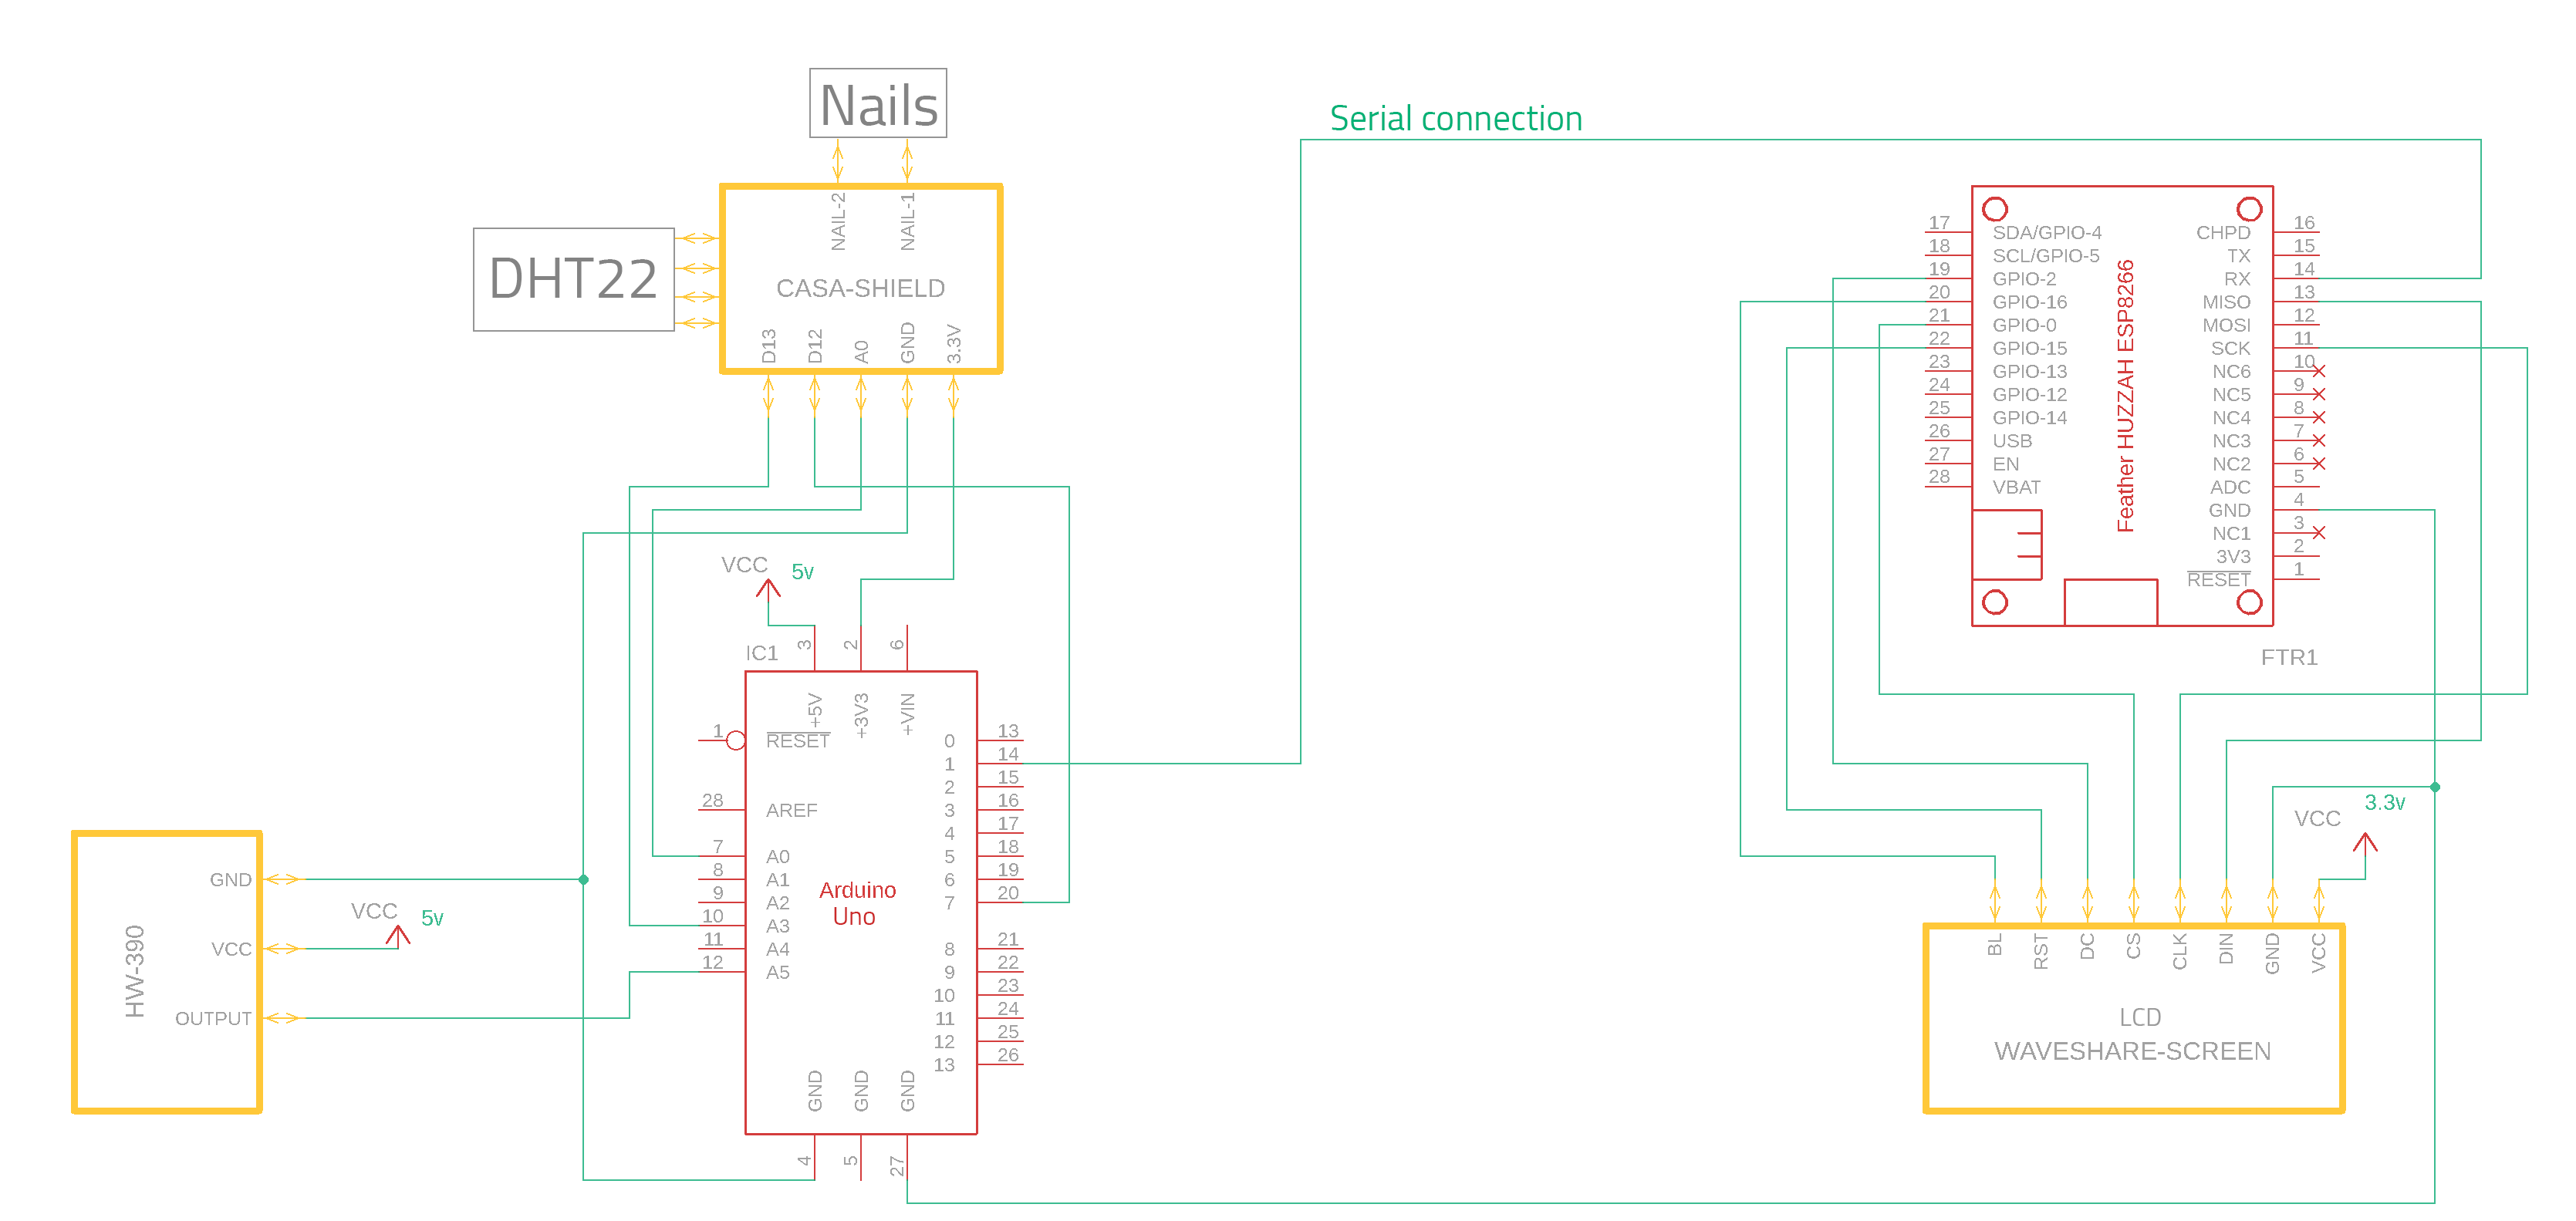 Nails
Serial connection
NAIL-2
NAIL-1
DHT22
CASA-SHIELD
D13
D12
A0
GND
3.3V
17 SDA/GPIO-4
18 SCL/GPIO-5
19 GPIO-2
20 GPIO-16
21 GPIO-0
22 GPIO-15
23 GPIO-13
24 GPIO-12
25 GPIO-14
26 USB
27 EN
28 VBAT
Feather HUZZAH ESP8266
CHPD 16
TX 15
RX 14
MISO 13
MOSI 12
SCK 11
NC6 10
NC5 9
NC4 8
NC3 7
NC2 6
ADC 5
GND 4
NC1 3
3V3 2
RESET 1
FTR1
VCC 5v
IC1
3
2
6
+5V
+3V3
+VIN
1 RESET
28 AREF
7 A0
8 A1
9 A2
10 A3
11 A4
12 A5
Arduino
Uno
0 13
1 14
2 15
3 16
4 17
5 18
6 19
7 20
8 21
9 22
10 23
11 24
12 25
13 26
GND
GND
GND
4
5
27
HW-390
GND
VCC
OUTPUT
VCC 5v
3.3v
VCC
BL
RST
DC
CS
CLK
DIN
GND
VCC
LCD
WAVESHARE-SCREEN